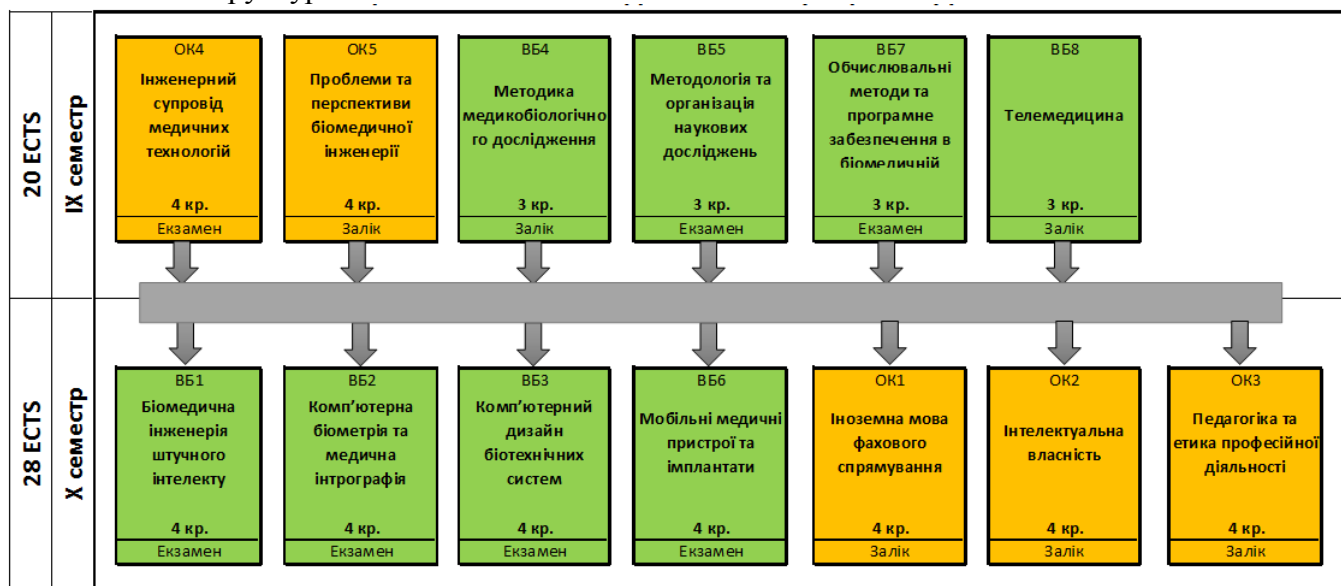 20 ECTS
IX семестр
ОК4
Інженерний
супровід
медичних
технологій
4 кр.
Екзамен
ОК5
Проблеми та
перспективи
біомедичної
інженерії
4 кр.
Залік
ВБ4
Методика
медикобіологічно
го дослідження
3 кр.
Залік
ВБ5
Методологія та
організація
наукових
досліджень
3 кр.
Екзамен
ВБ7
Обчислювальні
методи та
програмне
забезпечення в
біомедичній
3 кр.
Екзамен
ВБ8
Телемедицина
3 кр.
Залік
28 ECTS
X семестр
ВБ1
Біомедична
інженерія
штучного
інтелекту
4 кр.
Екзамен
ВБ2
Комп’ютерна
біометрія та
медична
інтрографія
4 кр.
Екзамен
ВБ3
Комп’ютерний
дизайн
біотехнічних
систем
4 кр.
Екзамен
ВБ6
Мобільні медичні
пристрої та
імплантати
4 кр.
Екзамен
ОК1
Іноземна мова
фахового
спрямування
4 кр.
Залік
ОК2
Інтелектуальна
власність
4 кр.
Залік
ОК3
Педагогіка та
етика професійної
діяльності
4 кр.
Залік